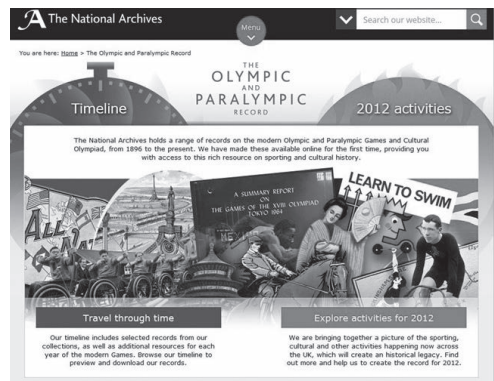 The National Archives
Menu
Search our website...
You are here: Home > The Olympic and Paralympic Record
THE
OLYMPIC
AND
PARALYMPIC
RECORD
Timeline
2012 activities
The National Archives holds a range of records on the modern Olympic and Paralympic Games and Cultural
Olympiad, from 1896 to the present. We have made these available online for the first time, providing you
with access to this rich resource on sporting and cultural history.
A SUMMARY REPORT
ON
THE GAMES OF THE XVIII OLYMPIAD
TOKYO 1964
LEARN TO SWIM
Travel through time
Explore activities for 2012
Our timeline includes selected records from our
collections, as well as additional resources for each
year of the modern Games. Browse our timeline to
preview and download our records.
We are bringing together a picture of the sporting,
cultural and other activities happening now across
the UK, which will create an historical legacy. Find
out more and help us to create the record for 2012.